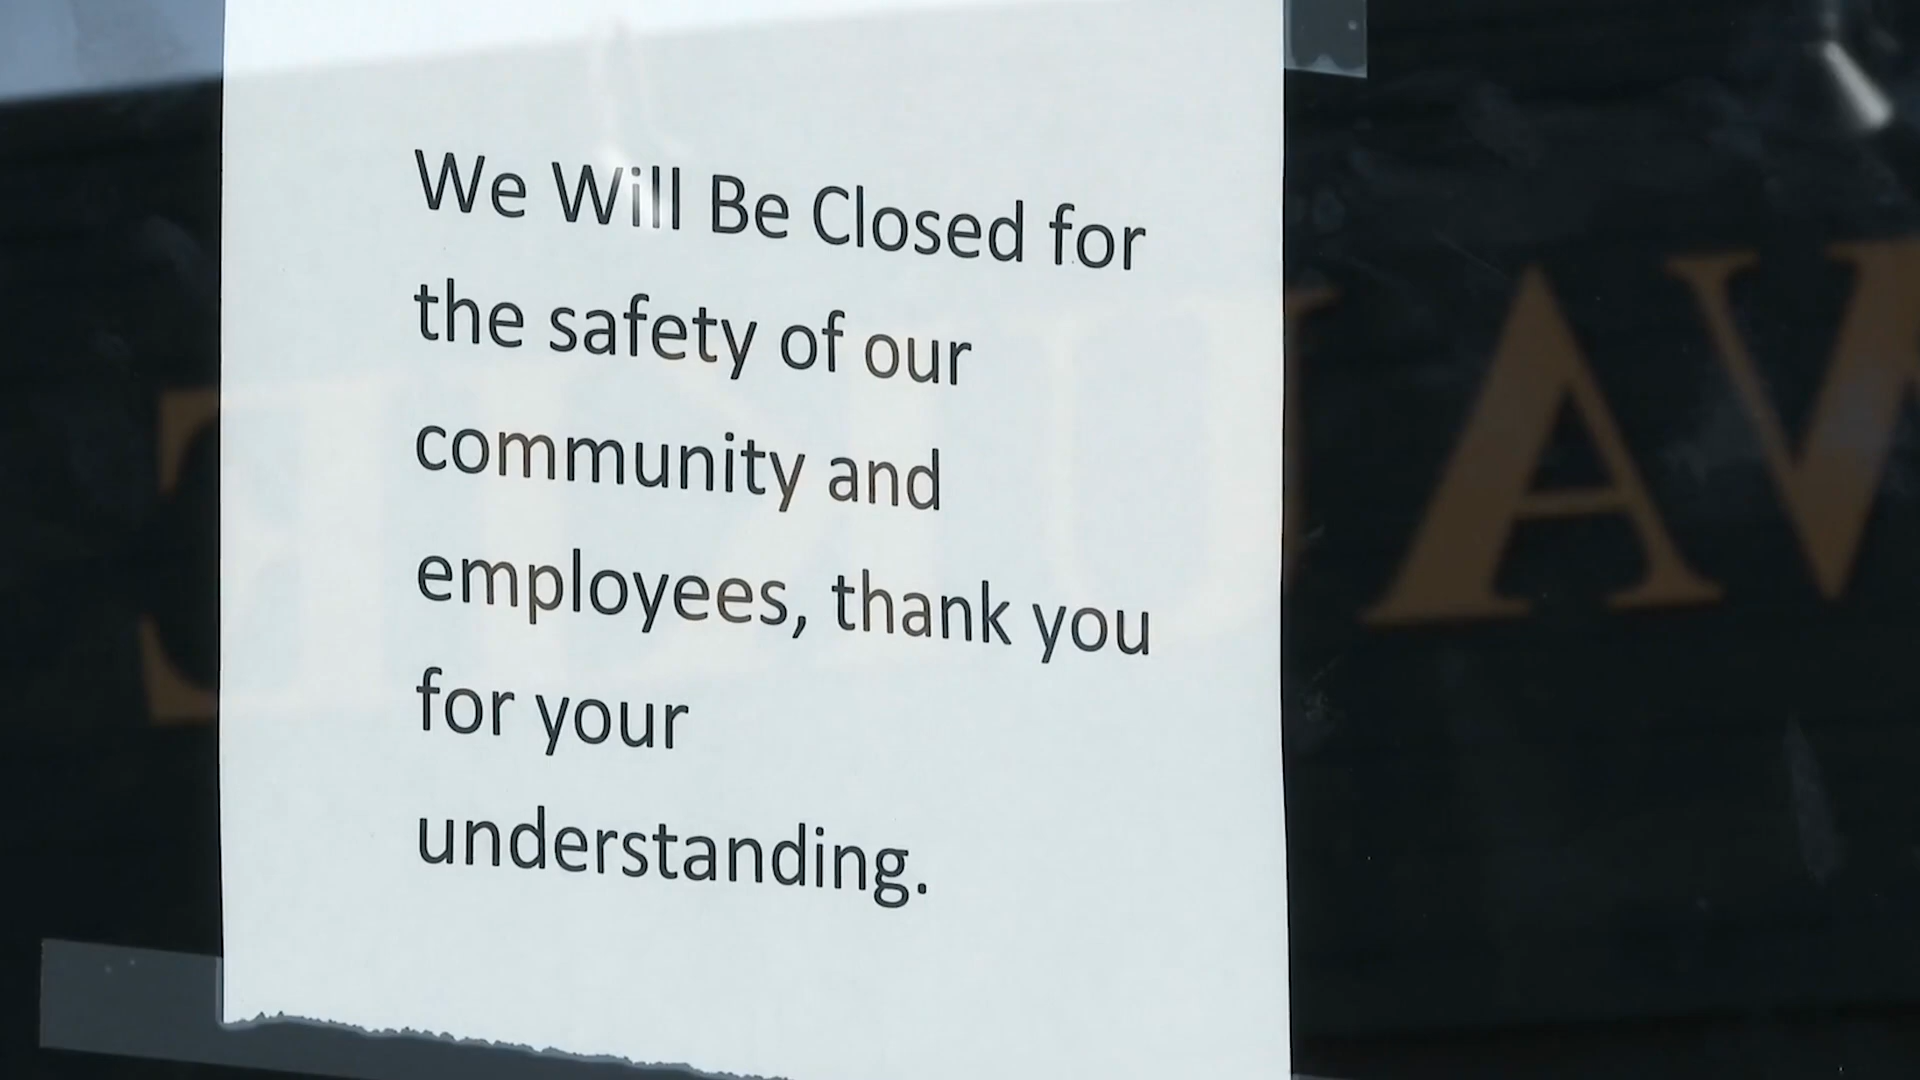 We Will Be Closed for
the safety of our
community and
employees, thank you
for your
understanding.